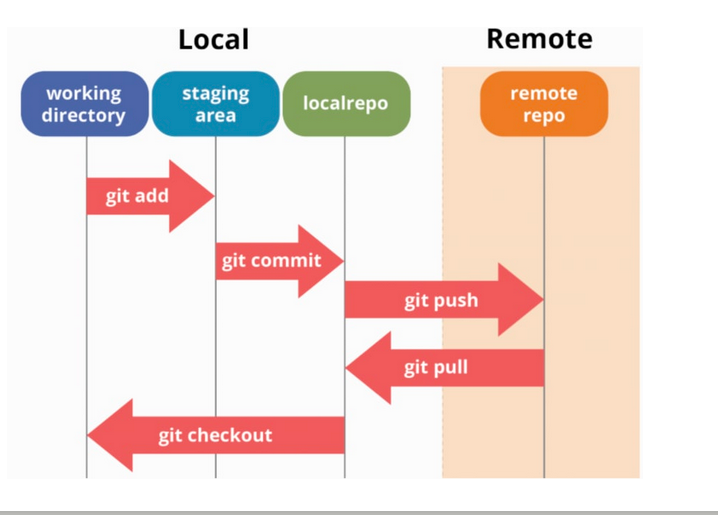 Local
Remote
working
directory
staging
area
localrepo
remote
repo
git add
git commit
git push
git pull
git checkout